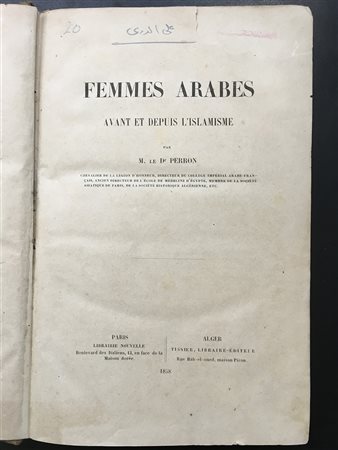 20
FEMMES ARABES
AVANT ET DEPUIS L'ISLAMISME
PAR
M. LE Dr PERRON
CHEVALIER DE LA LÉGION D'HONNEUR, DIRECTEUR DU COLLÉGE IMPÉRIAL ARABE-FRAN-
ÇAIS, ANCIEN DIRECTEUR DE L'ÉCOLE DE MÉDECINE D'ÉGYPTE, MEMBRE DE LA SOCIÉTÉ
ASIATIQUE DE PARIS, DE LA SOCIÉTÉ HISTORIQUE ALGÉRIENNE, ETC.
PARIS
LIBRAIRIE NOUVELLE
Boulevard des Italiens, 15, en face de la
Maison dorée.
ALGER
TISSIER, LIBRAIRE-ÉDITEUR
Rue Bab-el-oued, maison Picon.
1858